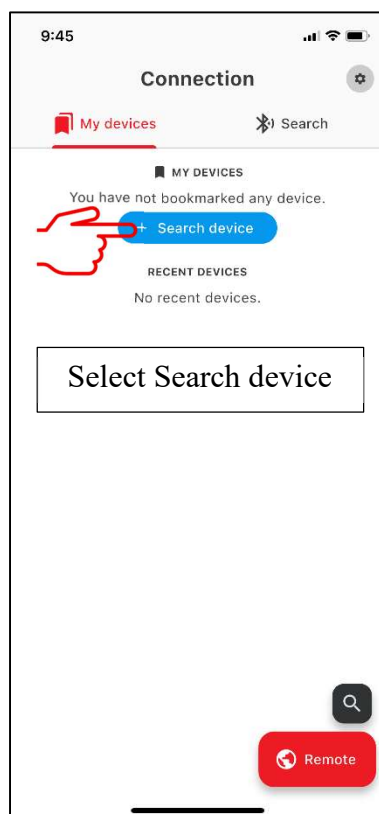 9:45
Connection
My devices
Search
MY DEVICES
You have not bookmarked any device.
+ Search device
RECENT DEVICES
No recent devices.
Select Search device
Remote